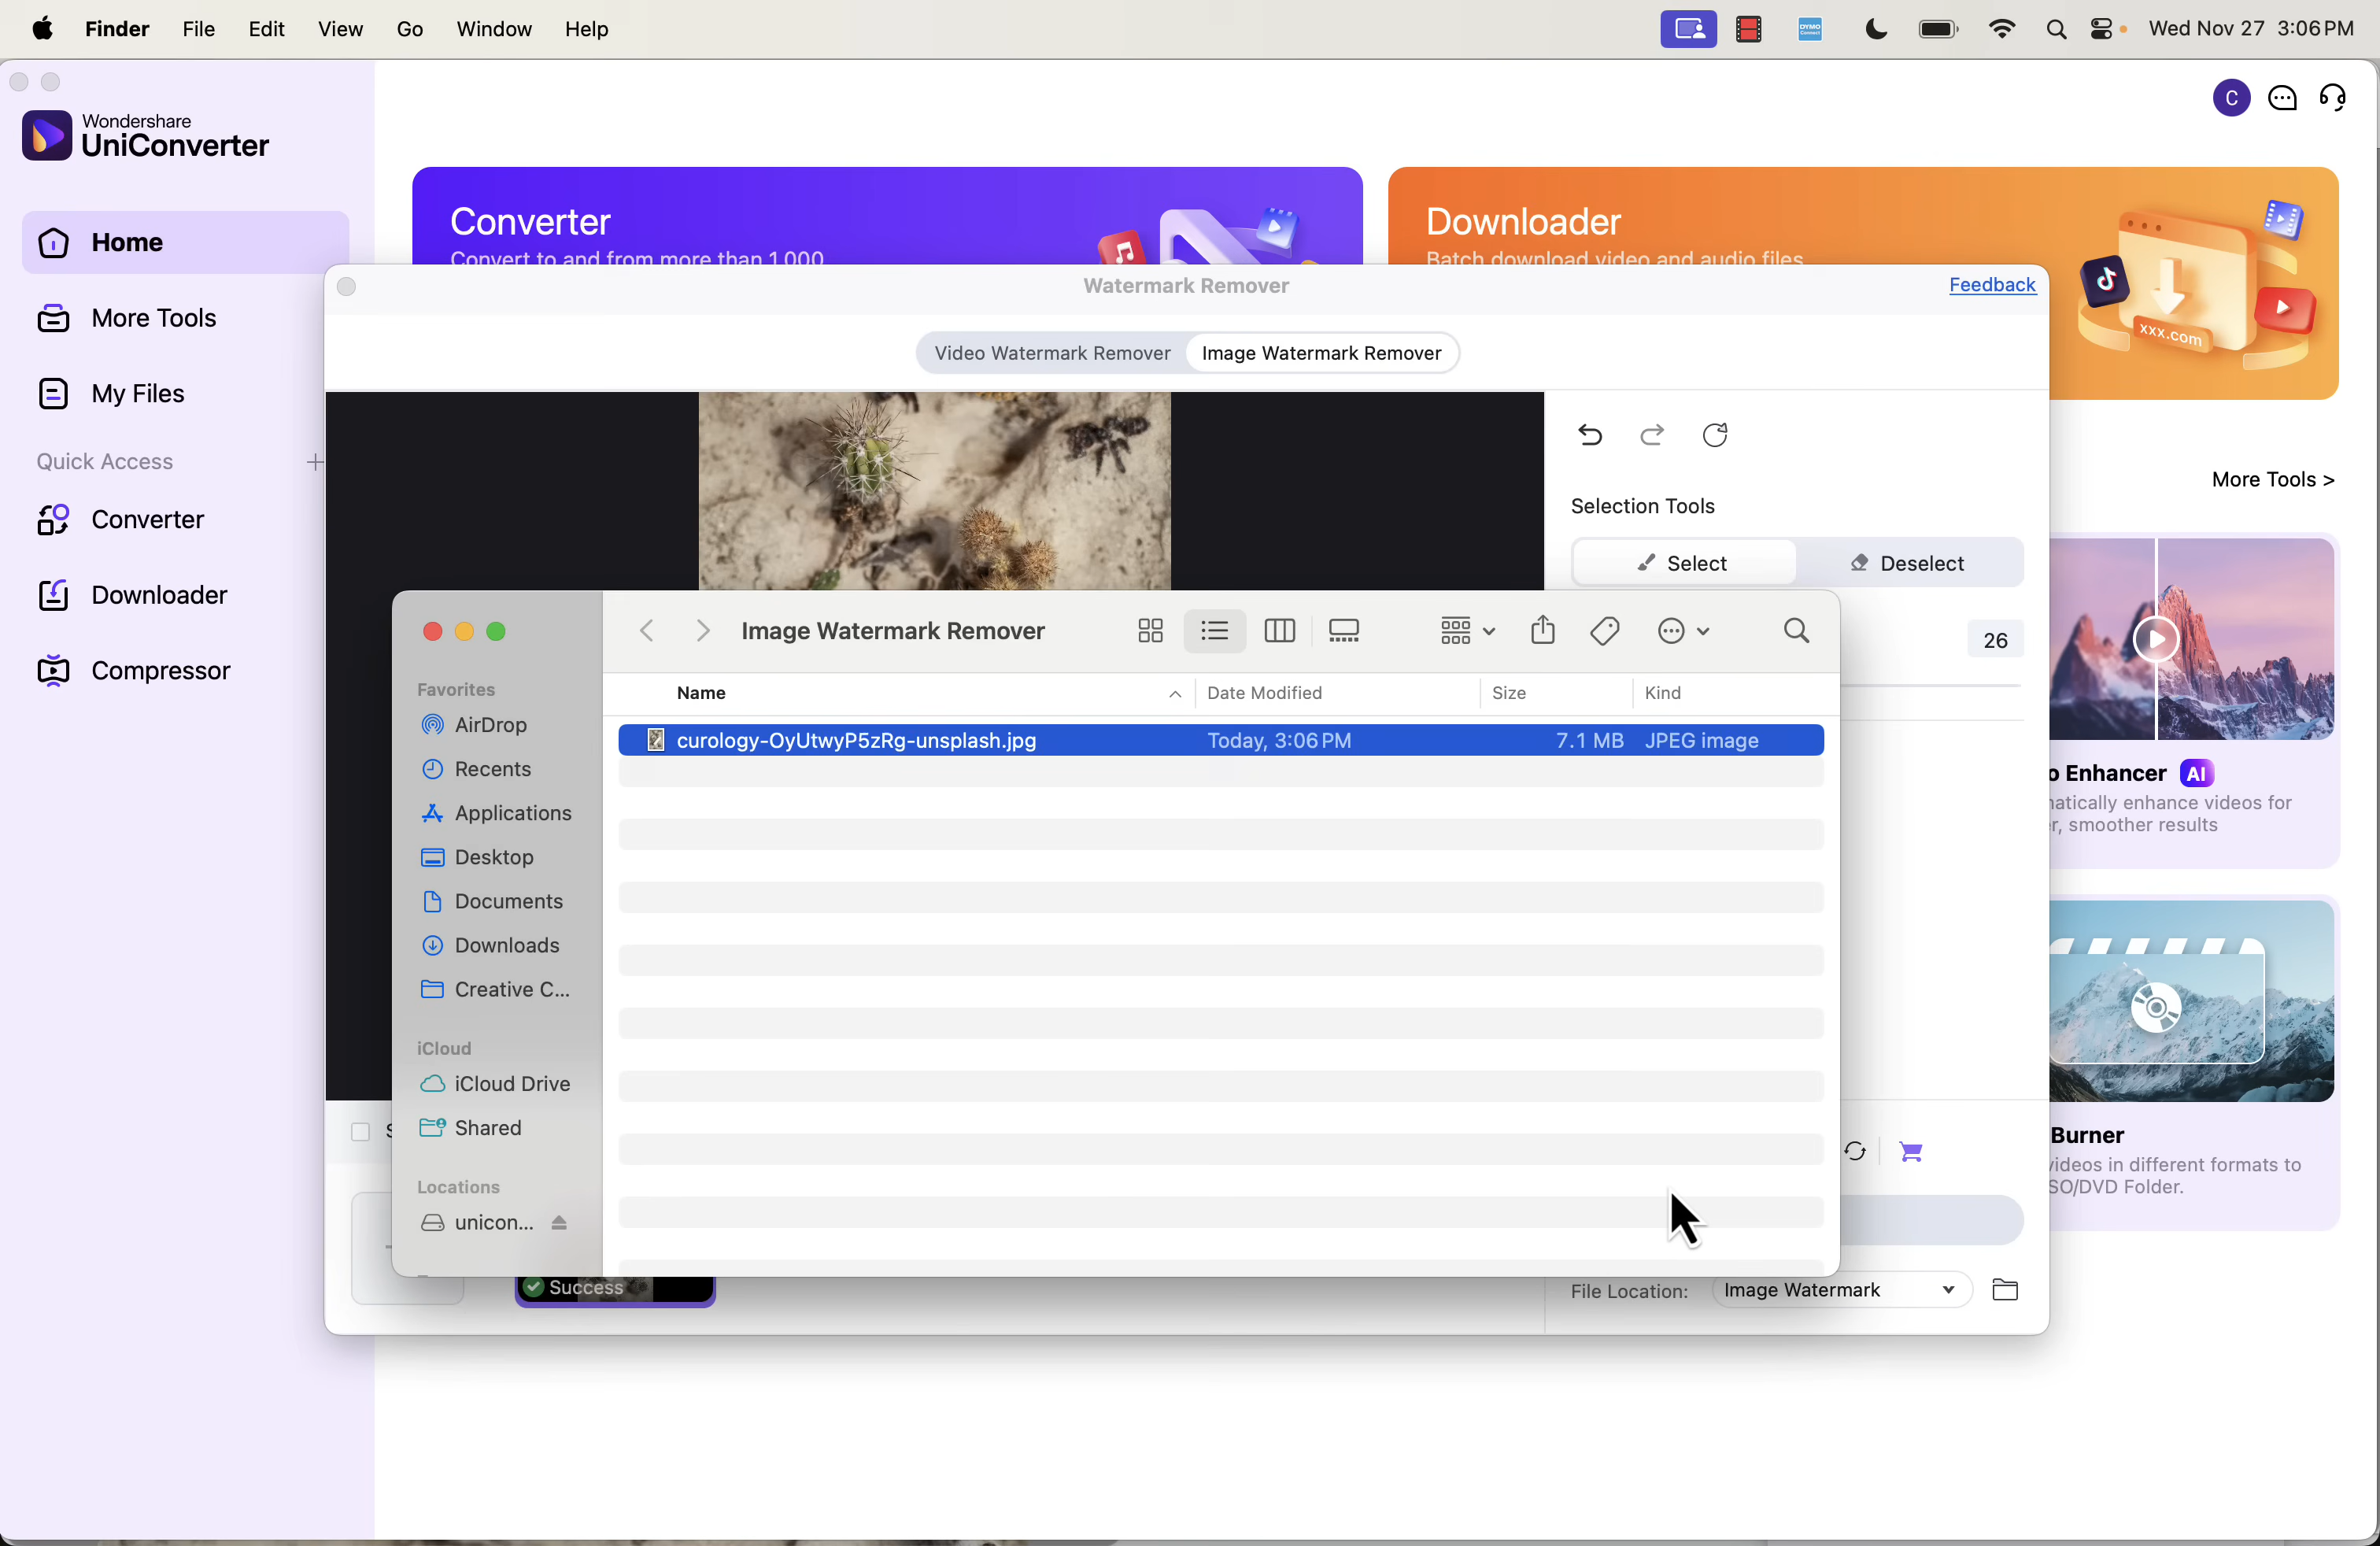 Finder File Edit View Go Window Help
DYMO
Connect
Wed Nov 27 3:06 PM
Wondershare
UniConverter
C
Home
More Tools
My Files
Quick Access
Converter
Downloader
Compressor
Converter
Convert to and from more than 1,000
Downloader
Batch download video and audio files
xxx.com
More Tools >
Watermark Remover
Feedback
Video Watermark Remover
Image Watermark Remover
Selection Tools
Select
Deselect
26
Image Watermark Remover
Favorites
AirDrop
Recents
Applications
Desktop
Documents
Downloads
Creative C...
iCloud
iCloud Drive
Shared
Locations
unicon...
Name Date Modified Size Kind
curology-OyUtwyP5zRg-unsplash.jpg Today, 3:06 PM 7.1 MB JPEG image
Enhancer AI
enhance videos for
smoother results
Burner
in different formats to
Folder.
Success
File Location: Image Watermark